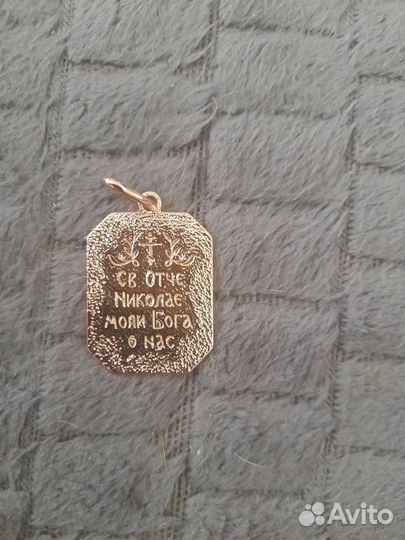 Св. Отче
Николае
моли Бога
о нас
Avito